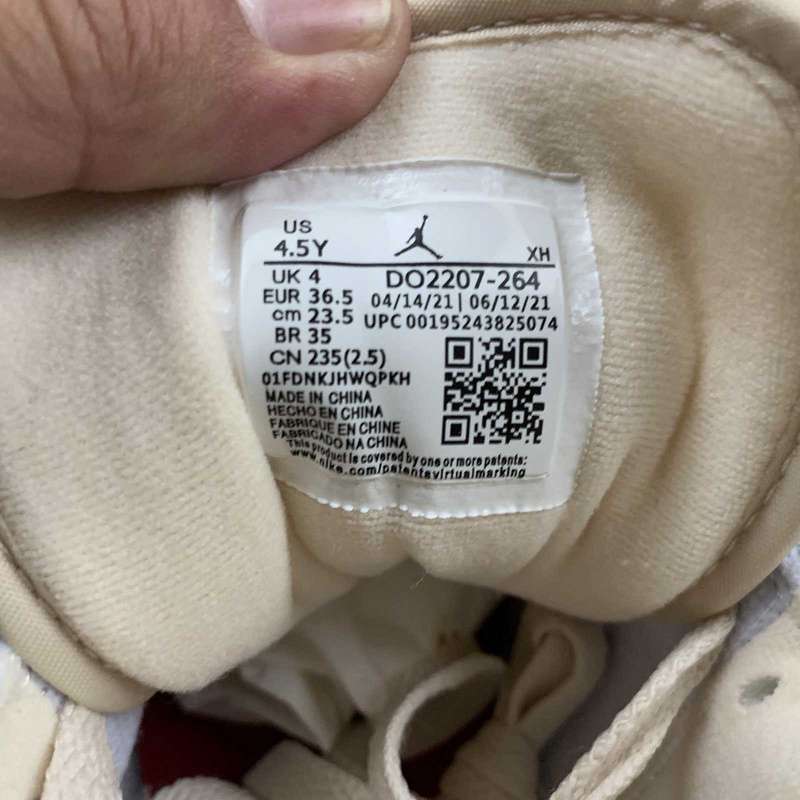 US
4.5Y XH
UK 4 DO2207-264
EUR 36.5 04/14/21 | 06/12/21
cm 23.5 UPC 00195243825074
BR 35
CN 235(2.5)
01FDNKJHWQPKH
MADE IN CHINA
HECHO EN CHINA
FABRIQUE EN CHINE
FABRICADO NA CHINA
This product is covered by one or more patents:
www.nike.com/patentsvirtualmarking